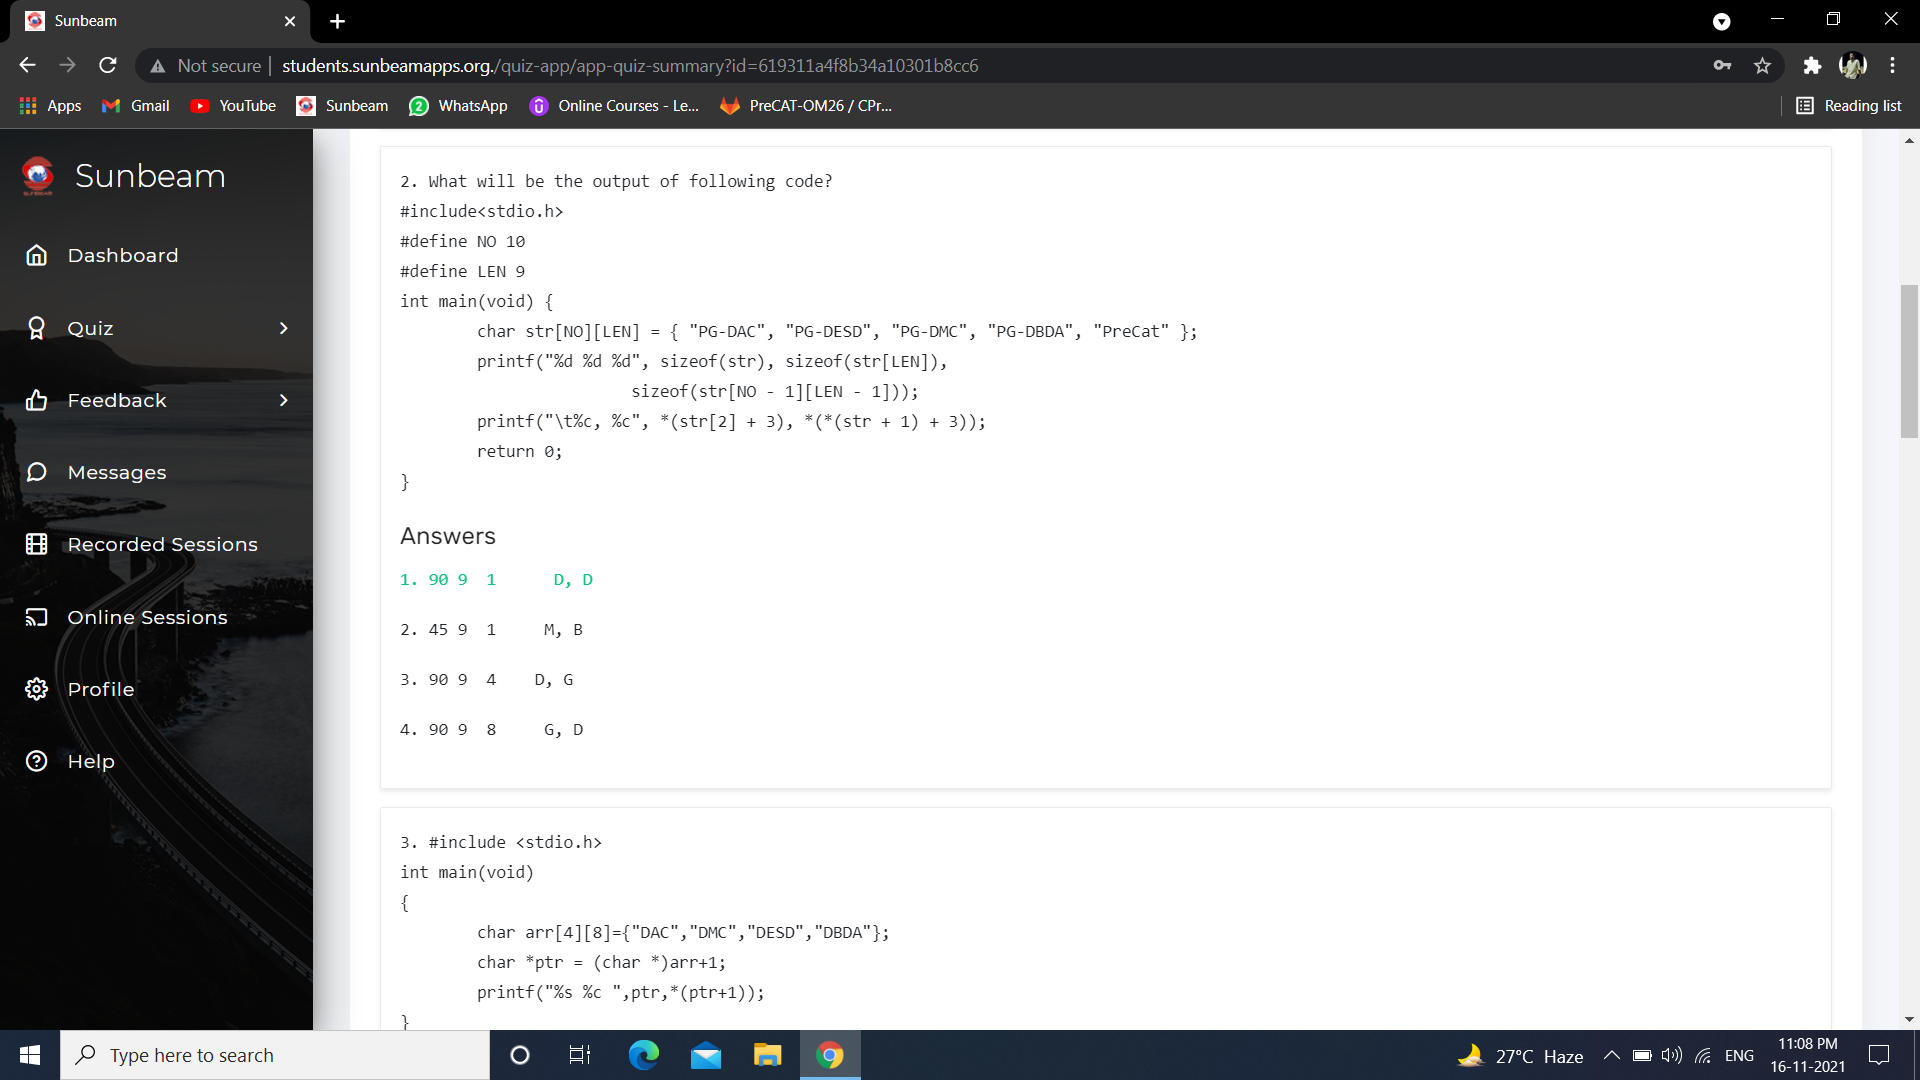 Sunbeam
Not secure
students.sunbeamapps.org./quiz-app/app-quiz-summary?id=619311a4f8b34a10301b8cc6
Apps
Gmail
YouTube
Sunbeam
2
WhatsApp
Online Courses - Le...
PreCAT-OM26 / CPr...
Reading list
Sunbeam
Dashboard
Quiz
Feedback
Messages
Recorded Sessions
Online Sessions
Profile
Help
2. What will be the output of following code?
#include<stdio.h>
#define NO 10
#define LEN 9
int main(void) {
char str[NO][LEN] = { "PG-DAC", "PG-DESD", "PG-DMC", "PG-DBDA", "PreCat" };
printf("%d %d %d", sizeof(str), sizeof(str[LEN]),
sizeof(str[NO - 1][LEN - 1]));
printf("\t%c, %c", *(str[2] + 3), *(*(str + 1) + 3));
return 0;
}
Answers
1. 90 9 1 D, D
2. 45 9 1 M, B
3. 90 9 4 D, G
4. 90 9 8 G, D
3. #include <stdio.h>
int main(void)
{
char arr[4][8]={"DAC","DMC","DESD","DBDA"};
char *ptr = (char *)arr+1;
printf("%s %c ",ptr,*(ptr+1));
}
Type here to search
27°C Haze
ENG
11:08 PM
16-11-2021